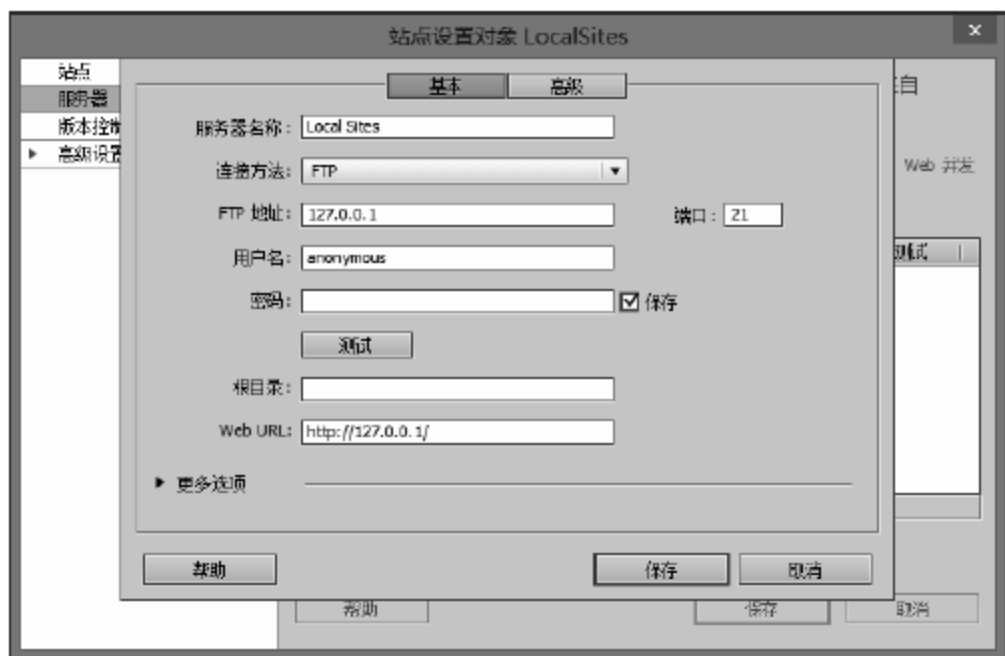 站点设置对象 LocalSites
×
站点
服务器
版本控制
高级设置
基本
高级
自
服务器名称: Local Sites
连接方法: FTP
Web 并发
FTP 地址: 127.0.0.1
端口: 21
用户名: anonymous
测试
密码:
保存
测试
根目录:
Web URL: http://127.0.0.1/
更多选项
帮助
保存
取消
帮助
保存
取消